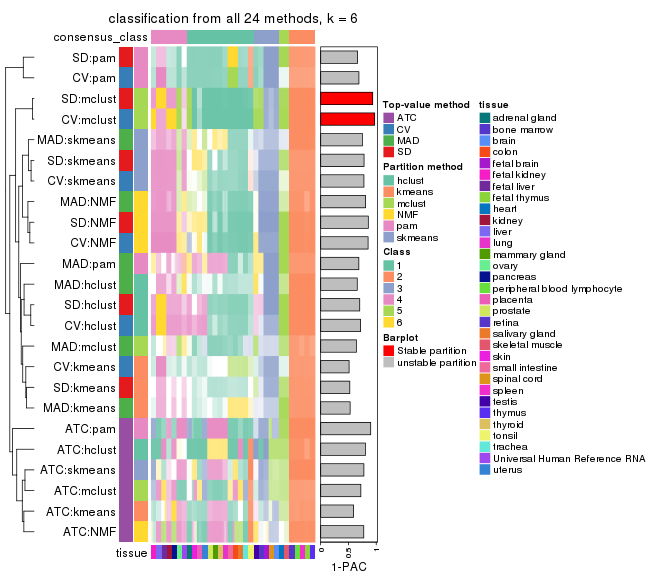 classification from all 24 methods, k = 6
consensus_class
SD:pam
CV:pam
SD:mclust
CV:mclust
MAD:skmeans
SD:skmeans
CV:skmeans
MAD:NMF
SD:NMF
CV:NMF
MAD:pam
MAD:hclust
SD:hclust
CV:hclust
MAD:mclust
CV:kmeans
SD:kmeans
MAD:kmeans
ATC:pam
ATC:hclust
ATC:skmeans
ATC:mclust
ATC:kmeans
ATC:NMF
tissue
0
0.5
1
1-PAC
Top-value method
ATC
CV
MAD
SD
Partition method
hclust
kmeans
mclust
NMF
pam
skmeans
Class
1
2
3
4
5
6
Barplot
Stable partition
unstable partition
tissue
adrenal gland
bone marrow
brain
colon
fetal brain
fetal kidney
fetal liver
fetal thymus
heart
kidney
liver
lung
mammary gland
ovary
pancreas
peripheral blood lymphocyte
placenta
prostate
retina
salivary gland
skeletal muscle
skin
small intestine
spinal cord
spleen
testis
thymus
thyroid
tonsil
trachea
Universal Human Reference RNA
uterus